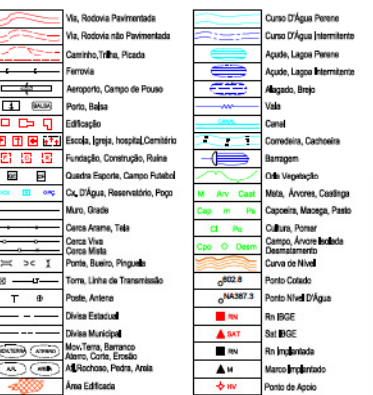 Via, Rodovia Pavimentada
Via, Rodovia não Pavimentada
Caminho,Trilha, Picada
Ferrovia
Aeroporto, Campo de Pouso
BALSA Porto, Balsa
Edificação
Escola, Igreja, hospital,Cemitério
Fundação, Construção, Ruína
Quadra Esporte, Campo Futebol
Cx, D'Água, Reservatório, Poço
Muro, Grade
Cerca Arame, Tela
Cerca Viva
Cerca Mista
Ponte, Bueiro, Pinguela
Torre, Linha de Transmissão
Poste, Antena
Divisa Estadual
Divisa Municipal
MOV.TERRA ATERRO Mov.Terra, Barranco
Aterro, Corte, Erosão
A.R. AREIA Afl.Rochoso, Pedra, Areia
Área Edificada
Curso D'Água Perene
Curso D'Água Intermitente
Açude, Lagoa Perene
Açude, Lagoa Intermitente
Alagado, Brejo
Vala
CANAL Canal
Corredeira, Cachoeira
Barragem
Orla Vegetação
M Arv Caat Mata, Árvores, Caatinga
Cap m Pa Capoeira, Macega, Pasto
Cl Po Cultura, Pomar
Cpo Desm Campo, Árvore Isolada
Desmatamento
Curva de Nível
802.8 Ponto Cotado
NA387.3 Ponto Nível D'Água
RN Rn IBGE
SAT Sat IBGE
RN Rn Implantada
M Marco Implantado
HV Ponto de Apoio